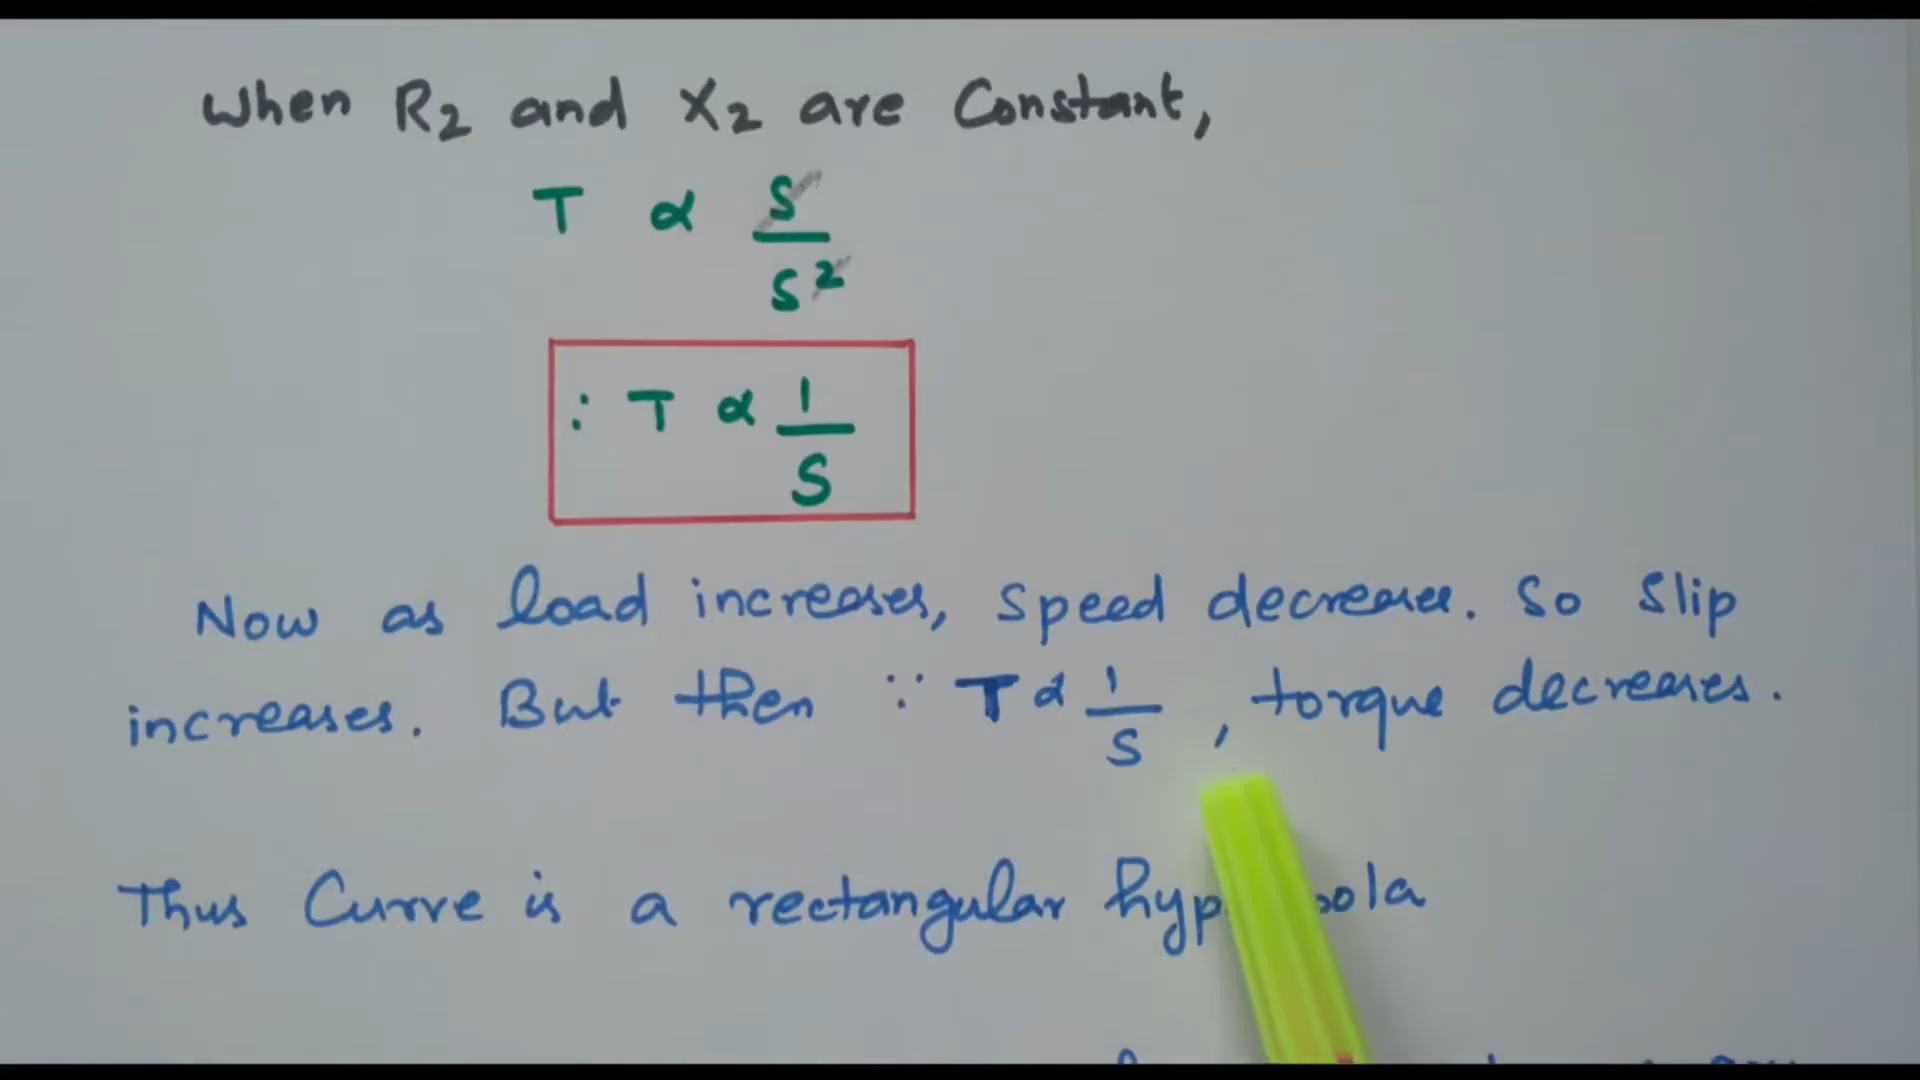 When R2 and X2 are Constant,
T ∝ S / S²
∴ T ∝ 1 / S
Now as load increases, speed decreases. So slip
increases. But then ∵ T ∝ 1 / S, torque decreases.
Thus Curve is a rectangular